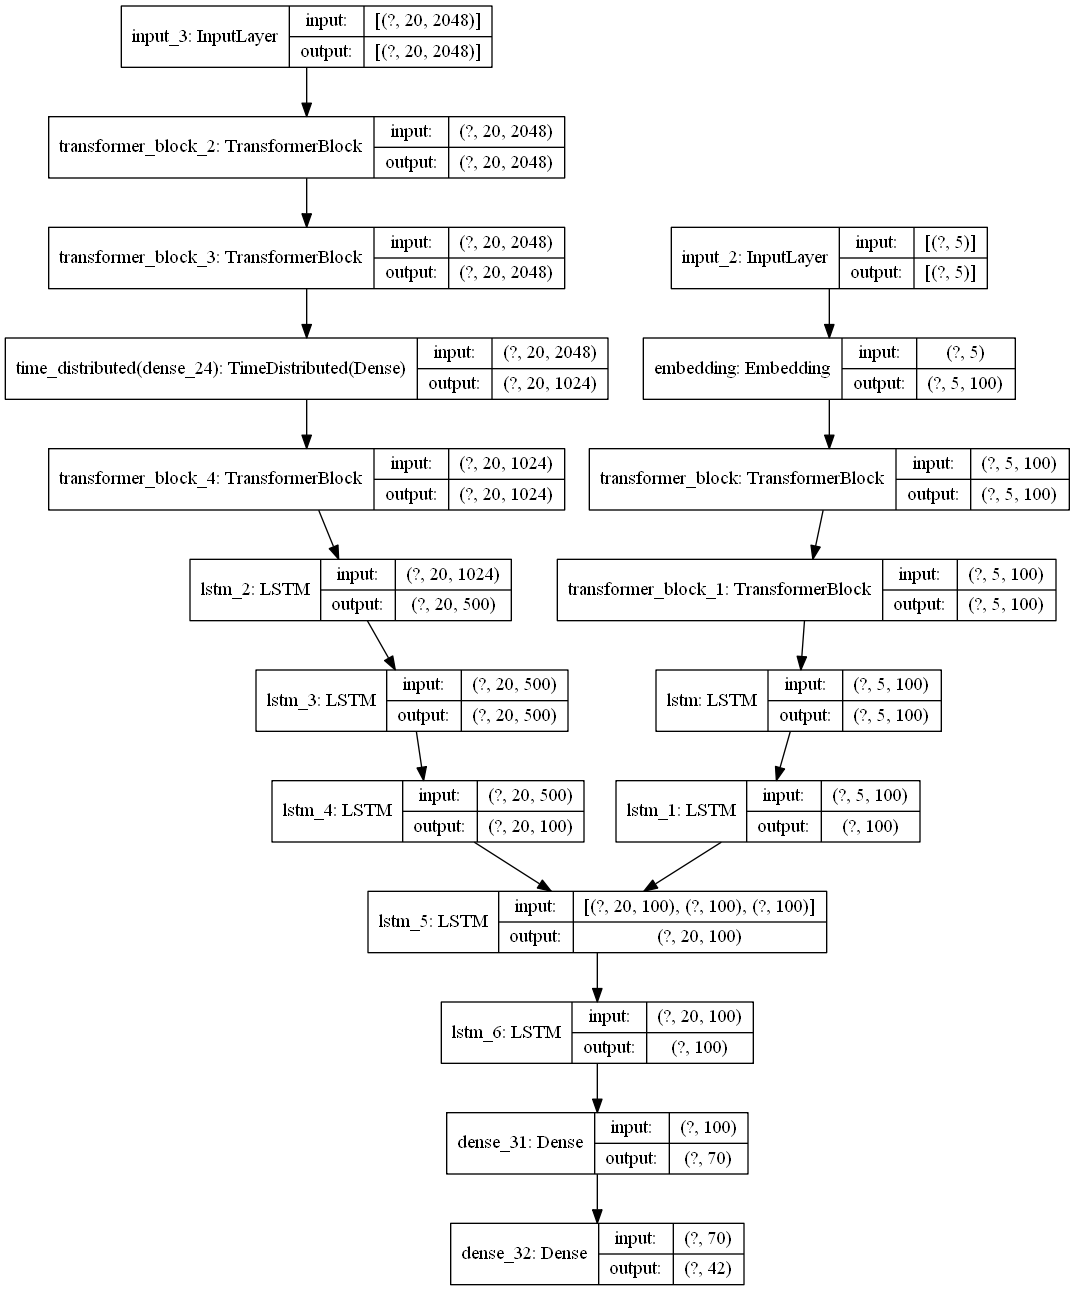 input_3: InputLayer
input: [(?, 20, 2048)]
output: [(?, 20, 2048)]
transformer_block_2: TransformerBlock
input: (?, 20, 2048)
output: (?, 20, 2048)
transformer_block_3: TransformerBlock
input: (?, 20, 2048)
output: (?, 20, 2048)
input_2: InputLayer
input: [(?, 5)]
output: [(?, 5)]
time_distributed(dense_24): TimeDistributed(Dense)
input: (?, 20, 2048)
output: (?, 20, 1024)
embedding: Embedding
input: (?, 5)
output: (?, 5, 100)
transformer_block_4: TransformerBlock
input: (?, 20, 1024)
output: (?, 20, 1024)
transformer_block: TransformerBlock
input: (?, 5, 100)
output: (?, 5, 100)
lstm_2: LSTM
input: (?, 20, 1024)
output: (?, 20, 500)
transformer_block_1: TransformerBlock
input: (?, 5, 100)
output: (?, 5, 100)
lstm_3: LSTM
input: (?, 20, 500)
output: (?, 20, 500)
lstm: LSTM
input: (?, 5, 100)
output: (?, 5, 100)
lstm_4: LSTM
input: (?, 20, 500)
output: (?, 20, 100)
lstm_1: LSTM
input: (?, 5, 100)
output: (?, 100)
lstm_5: LSTM
input: [(?, 20, 100), (?, 100), (?, 100)]
output: (?, 20, 100)
lstm_6: LSTM
input: (?, 20, 100)
output: (?, 100)
dense_31: Dense
input: (?, 100)
output: (?, 70)
dense_32: Dense
input: (?, 70)
output: (?, 42)